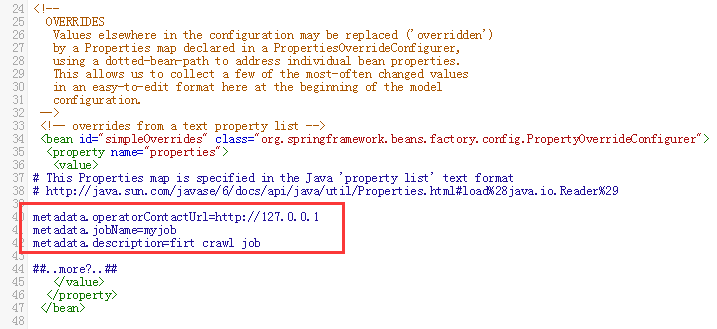 24 <!--
25 OVERRIDES
26 Values elsewhere in the configuration may be replaced ('overridden')
27 by a Properties map declared in a PropertiesOverrideConfigurer,
28 using a dotted-bean-path to address individual bean properties.
29 This allows us to collect a few of the most-often changed values
30 in an easy-to-edit format here at the beginning of the model
31 configuration.
32 -->
33 <!-- overrides from a text property list -->
34 <bean id="simpleOverrides" class="org.springframework.beans.factory.config.PropertyOverrideConfigurer">
35 <property name="properties">
36 <value>
37 # This Properties map is specified in the Java 'property list' text format
38 # http://java.sun.com/javase/6/docs/api/java/util/Properties.html#load%28java.io.Reader%29
39
40 metadata.operatorContactUrl=http://127.0.0.1
41 metadata.jobName=myjob
42 metadata.description=firt crawl job
43
44 ##..more?..##
45 </value>
46 </property>
47 </bean>
48